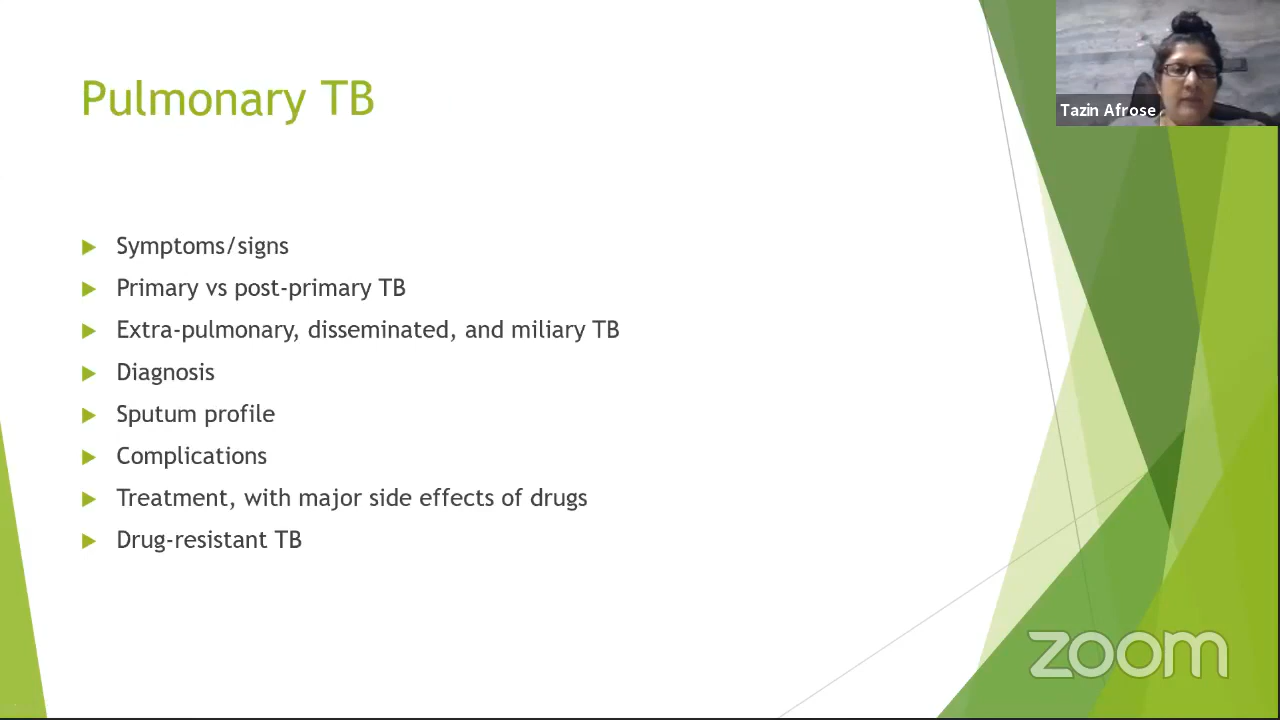 Pulmonary TB
Tazin Afrose
Symptoms/signs
Primary vs post-primary TB
Extra-pulmonary, disseminated, and miliary TB
Diagnosis
Sputum profile
Complications
Treatment, with major side effects of drugs
Drug-resistant TB
zoom